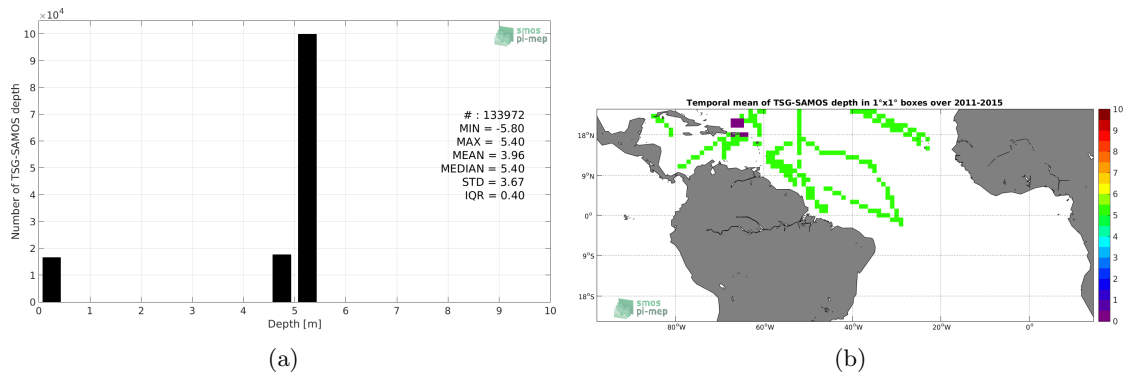 ×10⁴
10
9
8
7
6
5
4
3
2
1
0
Number of TSG-SAMOS depth
smos
pi-mep
# : 133972
MIN = -5.80
MAX = 5.40
MEAN = 3.96
MEDIAN = 5.40
STD = 3.67
IQR = 0.40
0 1 2 3 4 5 6 7 8 9 10
Depth [m]
(a)
Temporal mean of TSG-SAMOS depth in 1°x1° boxes over 2011-2015
18°N
9°N
0°
9°S
18°S
80°W 60°W 40°W 20°W 0°
smos
pi-mep
10
9
8
7
6
5
4
3
2
1
0
(b)